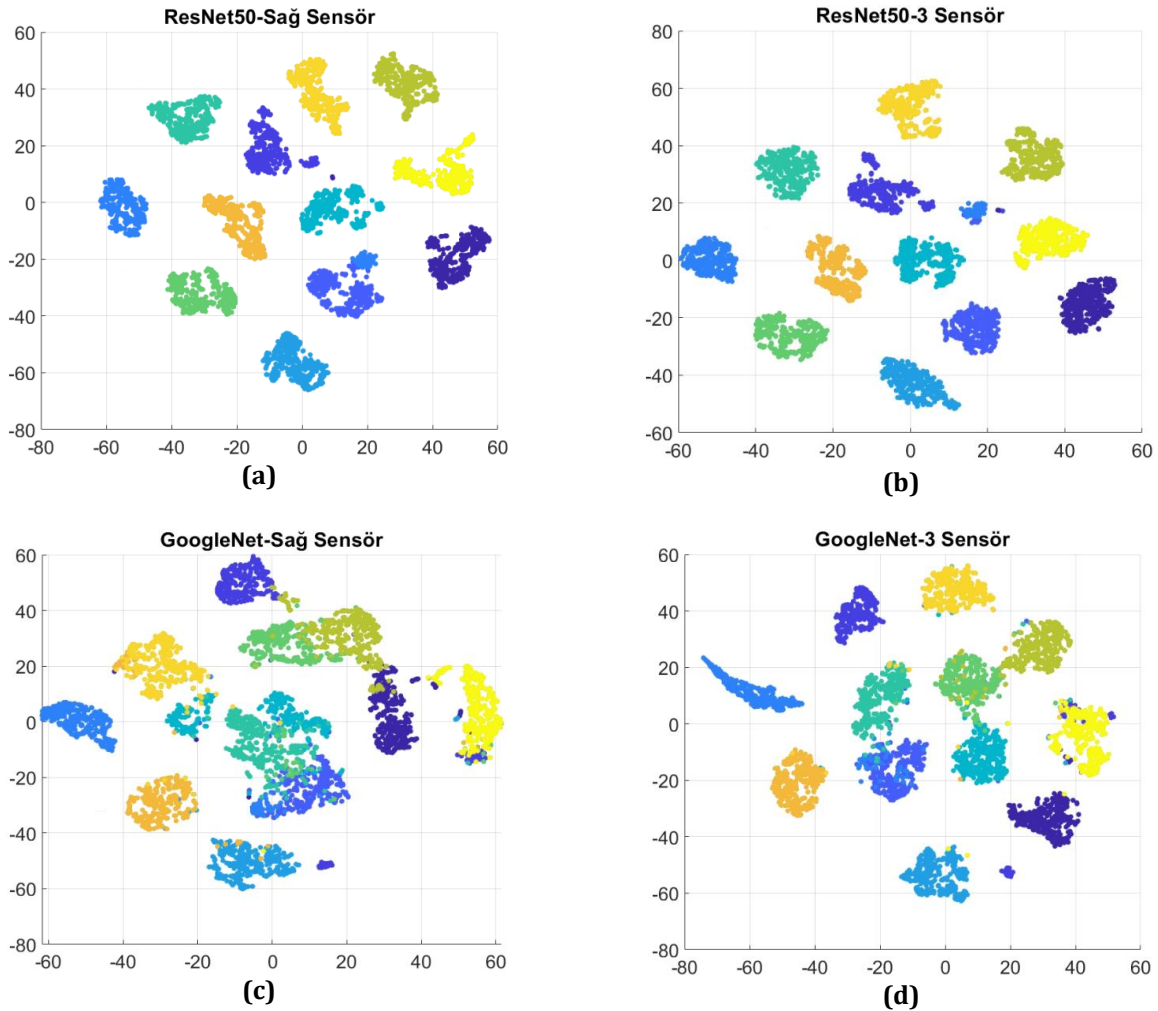 ResNet50-Sağ Sensör
60
40
20
0
-20
-40
-60
-80
-80 -60 -40 -20 0 20 40 60
(a)
ResNet50-3 Sensör
80
60
40
20
0
-20
-40
-60
-60 -40 -20 0 20 40 60
(b)
GoogleNet-Sağ Sensör
60
40
20
0
-20
-40
-60
-80
-60 -40 -20 0 20 40 60
(c)
GoogleNet-3 Sensör
60
40
20
0
-20
-40
-60
-80
-80 -60 -40 -20 0 20 40 60
(d)